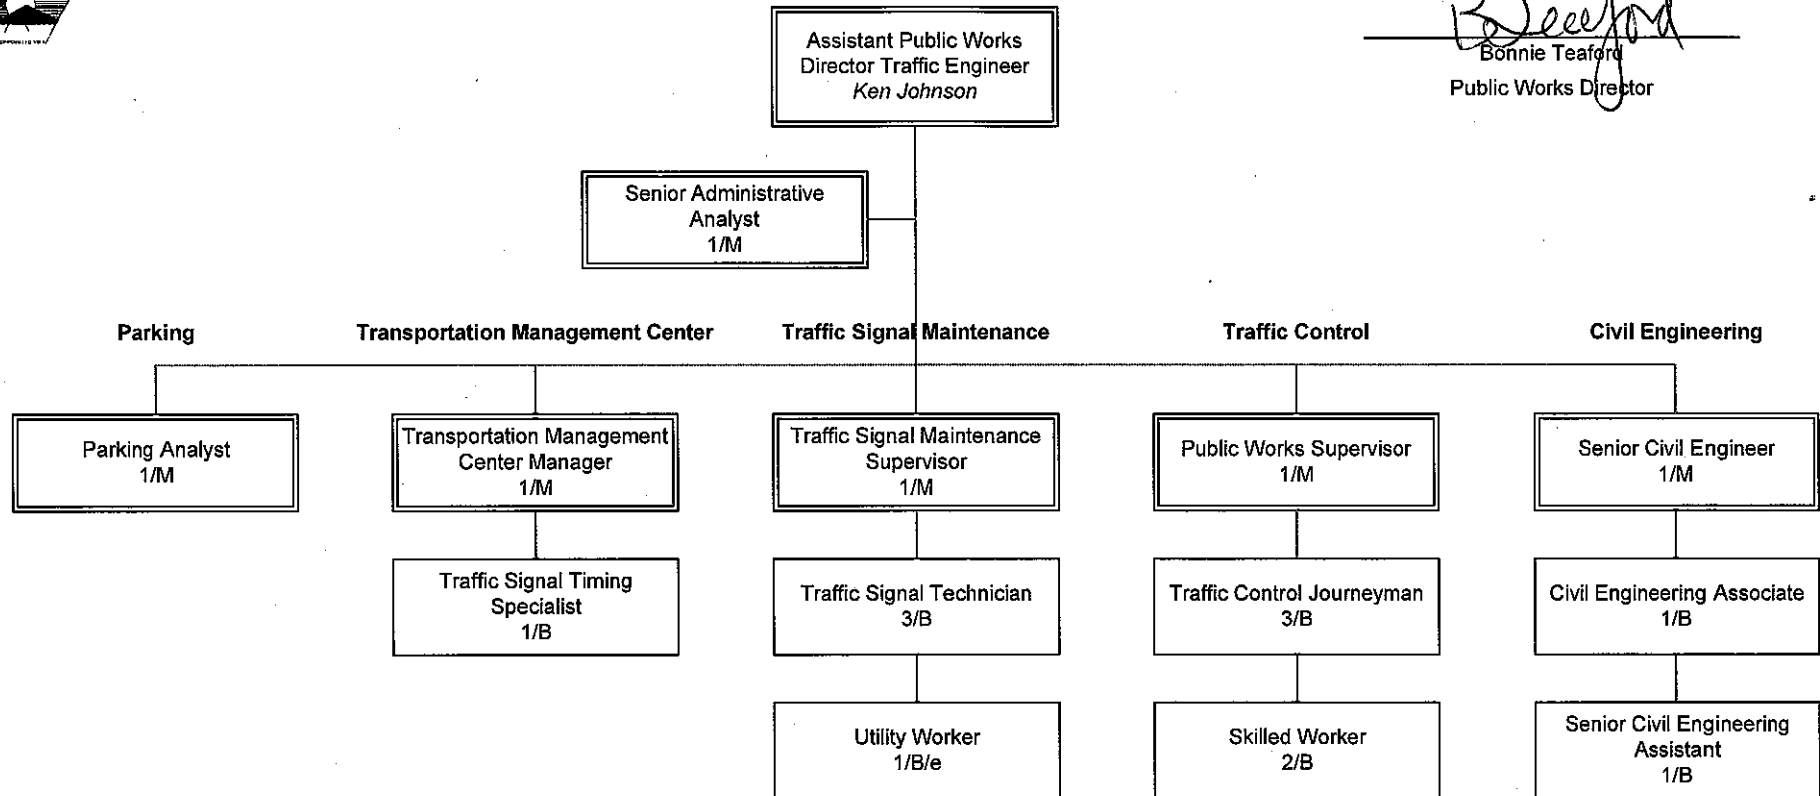 Assistant Public Works
Director Traffic Engineer
Ken Johnson
Bonnie Teaford
Public Works Director
Senior Administrative
Analyst
1/M
Parking
Transportation Management Center
Traffic Signal Maintenance
Traffic Control
Civil Engineering
Parking Analyst
1/M
Transportation Management
Center Manager
1/M
Traffic Signal Maintenance
Supervisor
1/M
Public Works Supervisor
1/M
Senior Civil Engineer
1/M
Traffic Signal Timing
Specialist
1/B
Traffic Signal Technician
3/B
Traffic Control Journeyman
3/B
Civil Engineering Associate
1/B
Utility Worker
1/B/e
Skilled Worker
2/B
Senior Civil Engineering
Assistant
1/B